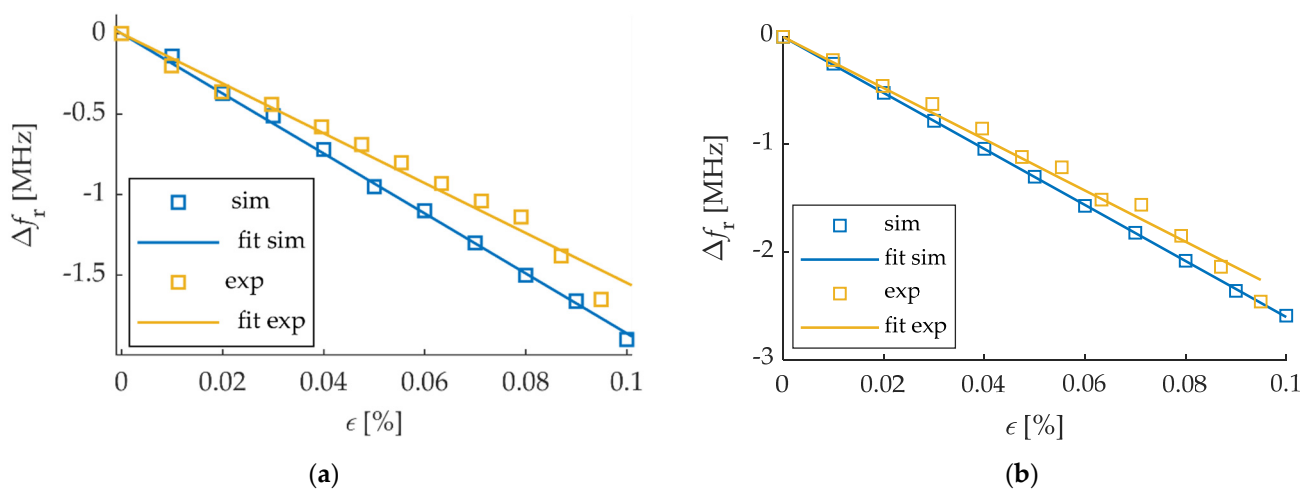 0
-0.5
-1
-1.5
Δf_r [MHz]
sim
fit sim
exp
fit exp
0 0.02 0.04 0.06 0.08 0.1
ϵ [%]
(a)
0
-1
-2
-3
Δf_r [MHz]
sim
fit sim
exp
fit exp
0 0.02 0.04 0.06 0.08 0.1
ϵ [%]
(b)